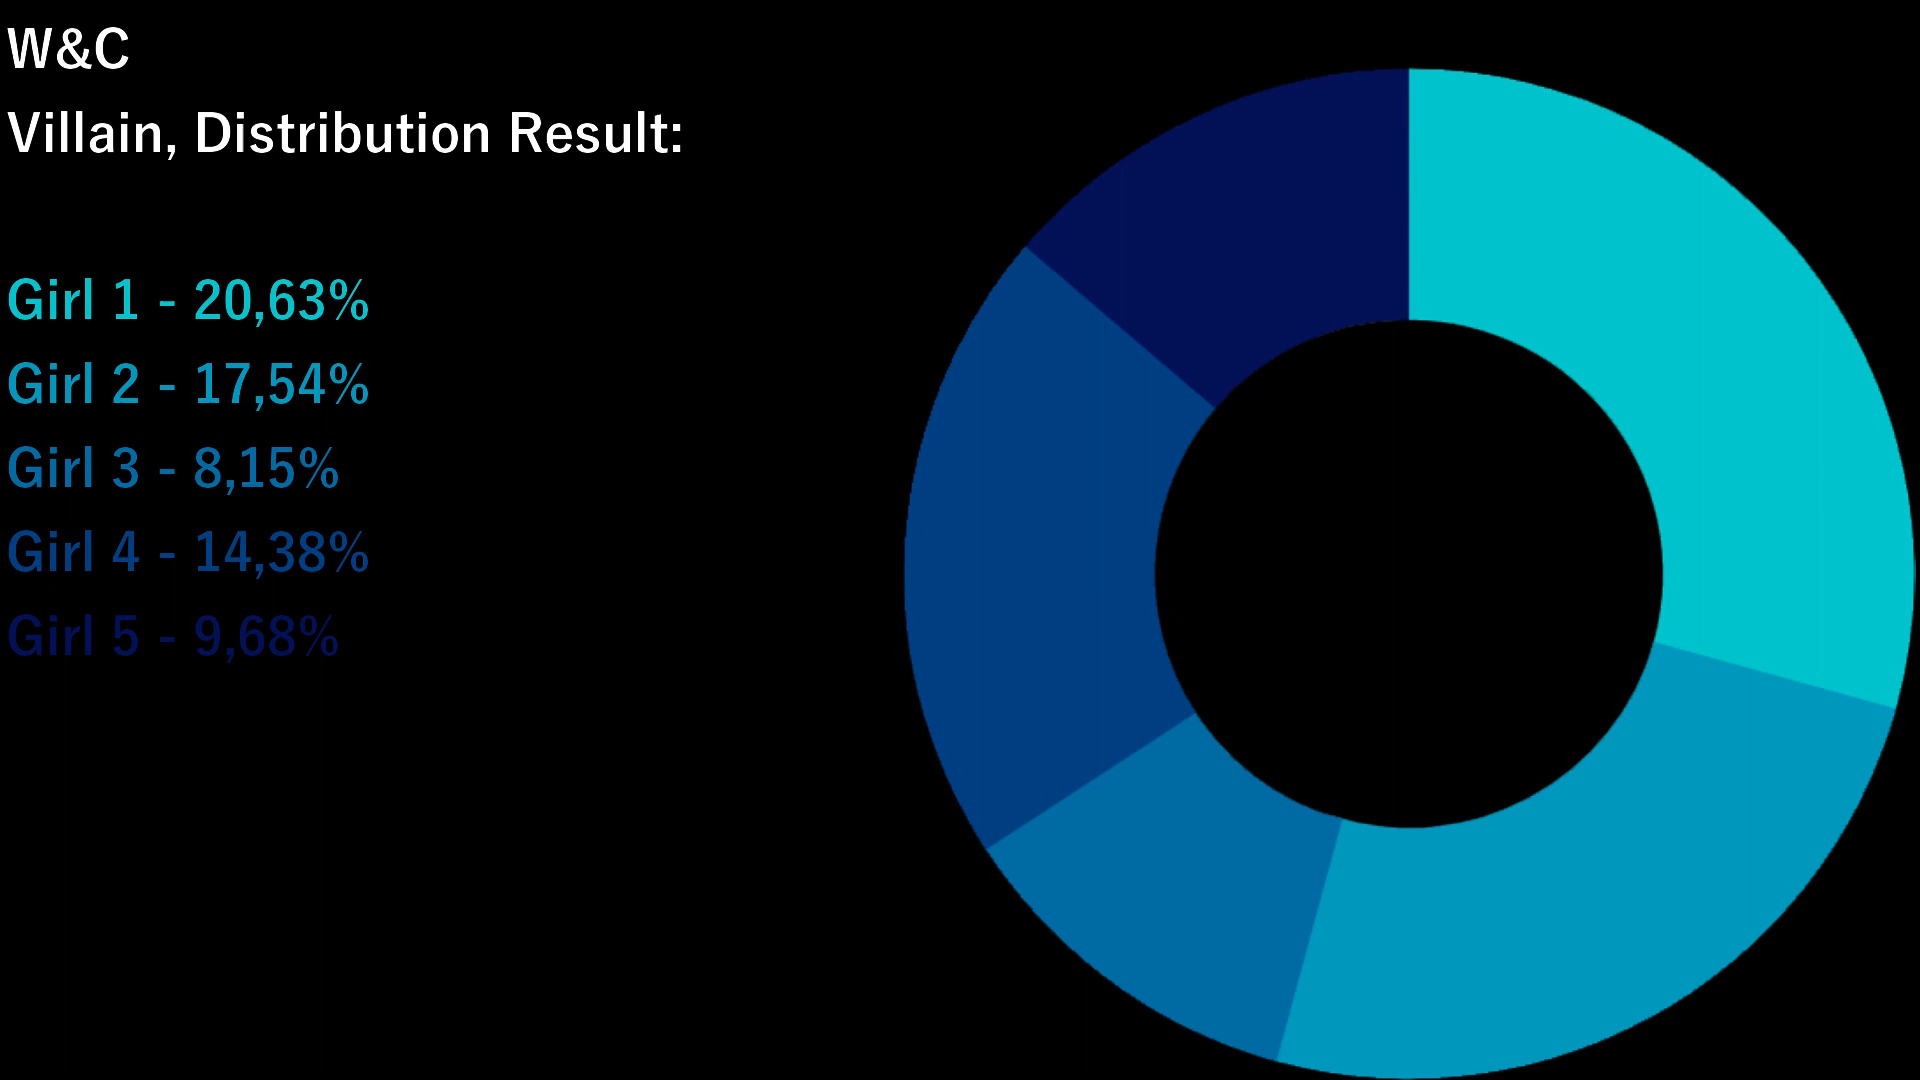 W&C
Villain, Distribution Result:
Girl 1 - 20,63%
Girl 2 - 17,54%
Girl 3 - 8,15%
Girl 4 - 14,38%
Girl 5 - 9,68%